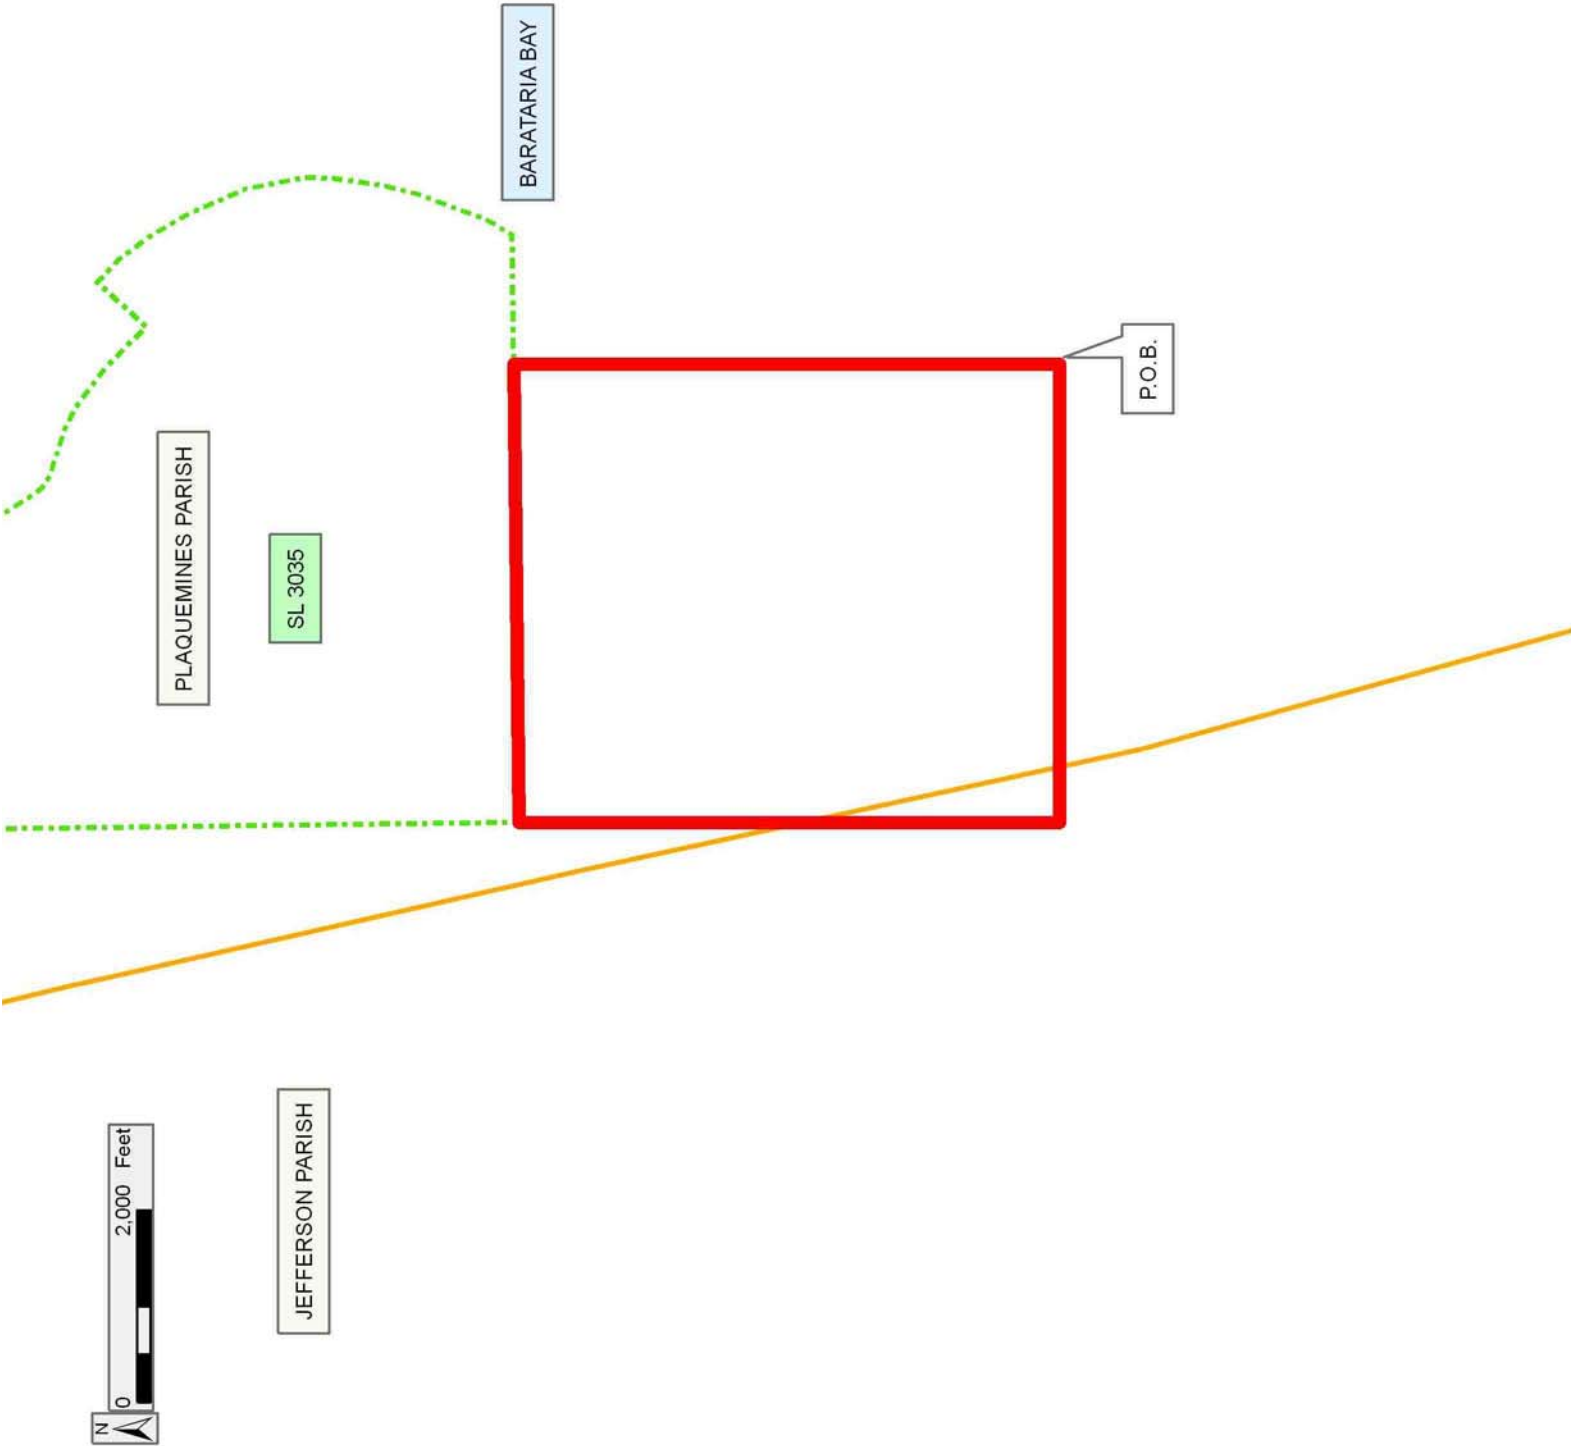 N
0 2,000 Feet
PLAQUEMINES PARISH
JEFFERSON PARISH
SL 3035
BARATARIA BAY
P.O.B.